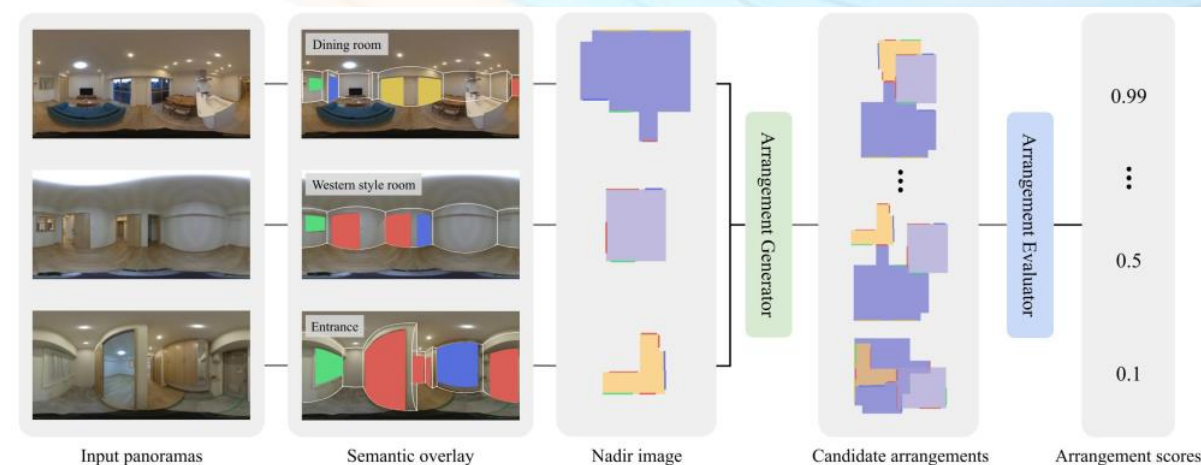 Dining room
Western style room
Entrance
Arrangement Generator
Arrangement Evaluator
0.99
0.5
0.1
Input panoramas
Semantic overlay
Nadir image
Candidate arrangements
Arrangement scores